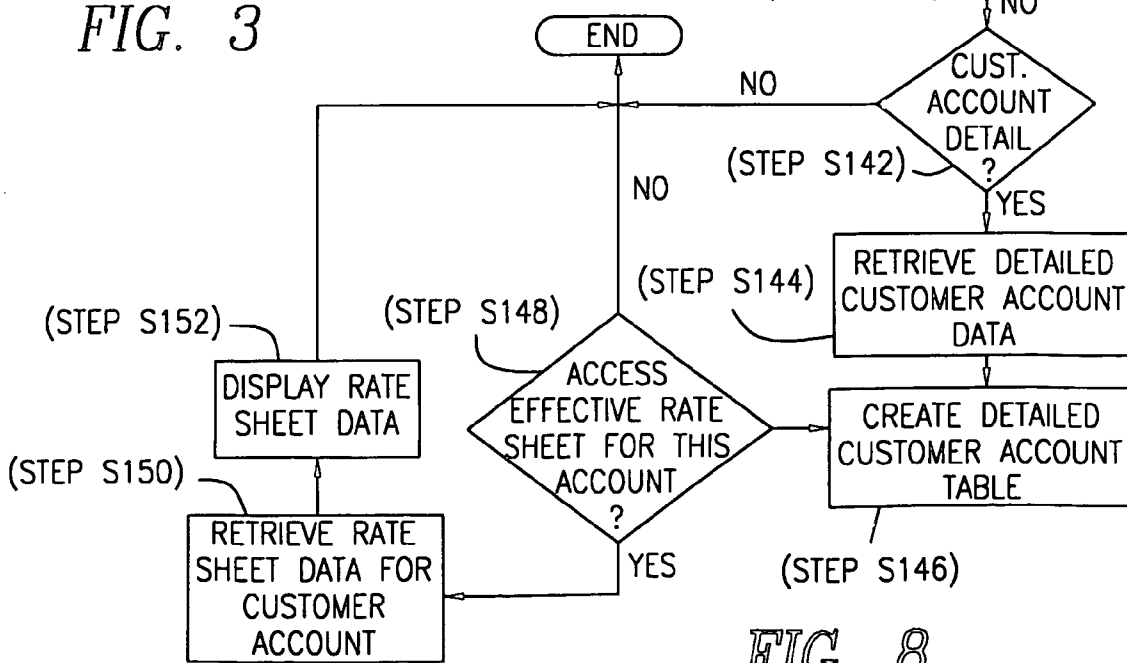 FIG. 3
END
NO
NO
CUST.
ACCOUNT
DETAIL
?
(STEP S142)
YES
NO
RETRIEVE DETAILED
CUSTOMER ACCOUNT
DATA
(STEP S144)
(STEP S148)
(STEP S152)
ACCESS
EFFECTIVE RATE
SHEET FOR THIS
ACCOUNT
?
DISPLAY RATE
SHEET DATA
CREATE DETAILED
CUSTOMER ACCOUNT
TABLE
(STEP S150)
RETRIEVE RATE
SHEET DATA FOR
CUSTOMER
ACCOUNT
YES
(STEP S146)
FIG. 8